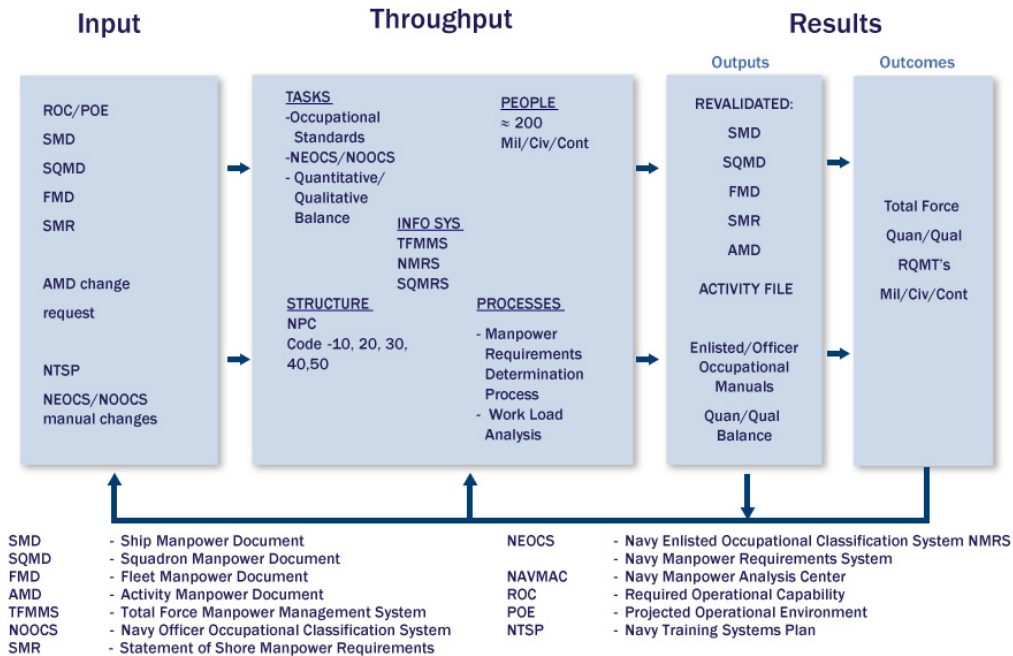 Input
Throughput
Results
Outputs
Outcomes
ROC/POE
SMD
SQMD
FMD
SMR
AMD change
request
NTSP
NEOCS/NOOCS
manual changes
TASKS
-Occupational
Standards
-NEOCS/NOOCS
- Quantitative/
Qualitative
Balance
PEOPLE
≈ 200
Mil/Civ/Cont
INFO SYS
TFMMS
NMRS
SQMRS
STRUCTURE
NPC
Code -10, 20, 30,
40,50
PROCESSES
- Manpower
Requirements
Determination
Process
- Work Load
Analysis
REVALIDATED:
SMD
SQMD
FMD
SMR
AMD
ACTIVITY FILE
Enlisted/Officer
Occupational
Manuals
Quan/Qual
Balance
Total Force
Quan/Qual
RQMT's
Mil/Civ/Cont
SMD - Ship Manpower Document
SQMD - Squadron Manpower Document
FMD - Fleet Manpower Document
AMD - Activity Manpower Document
TFMMS - Total Force Manpower Management System
NOOCS - Navy Officer Occupational Classification System
SMR - Statement of Shore Manpower Requirements
NEOCS - Navy Enlisted Occupational Classification System NMRS
- Navy Manpower Requirements System
NAVMAC - Navy Manpower Analysis Center
ROC - Required Operational Capability
POE - Projected Operational Environment
NTSP - Navy Training Systems Plan